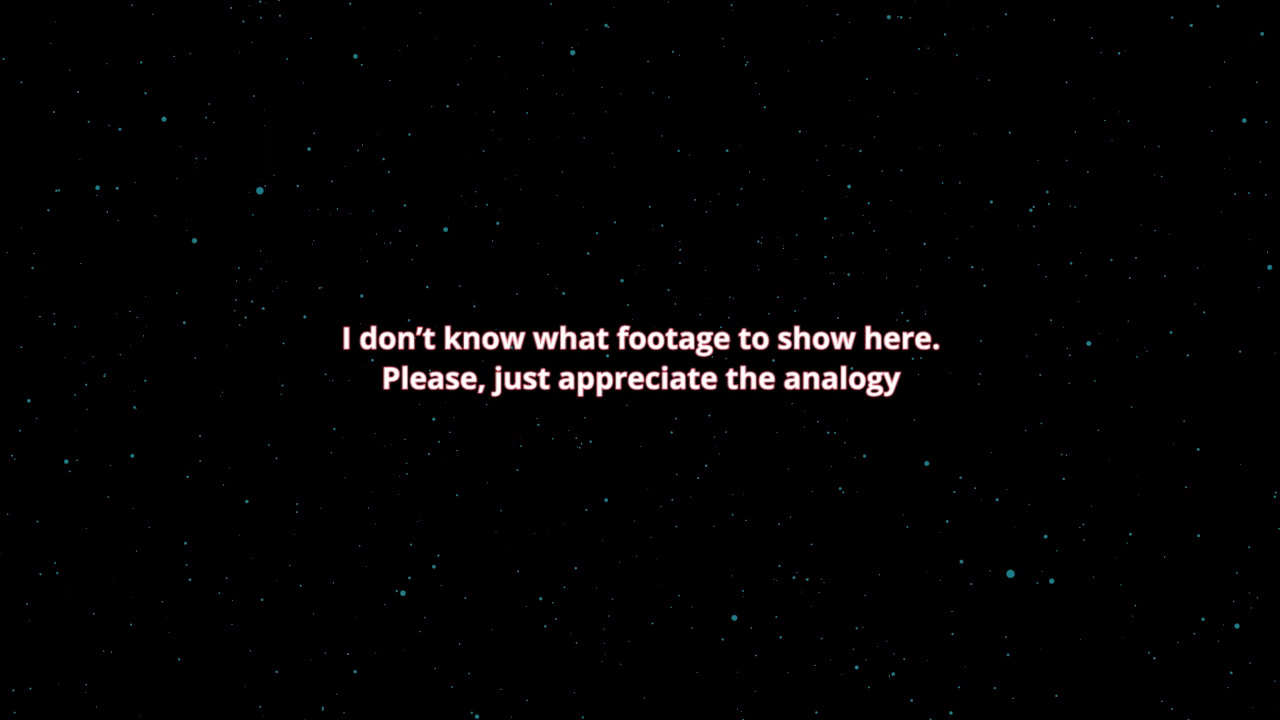 I don’t know what footage to show here.
Please, just appreciate the analogy